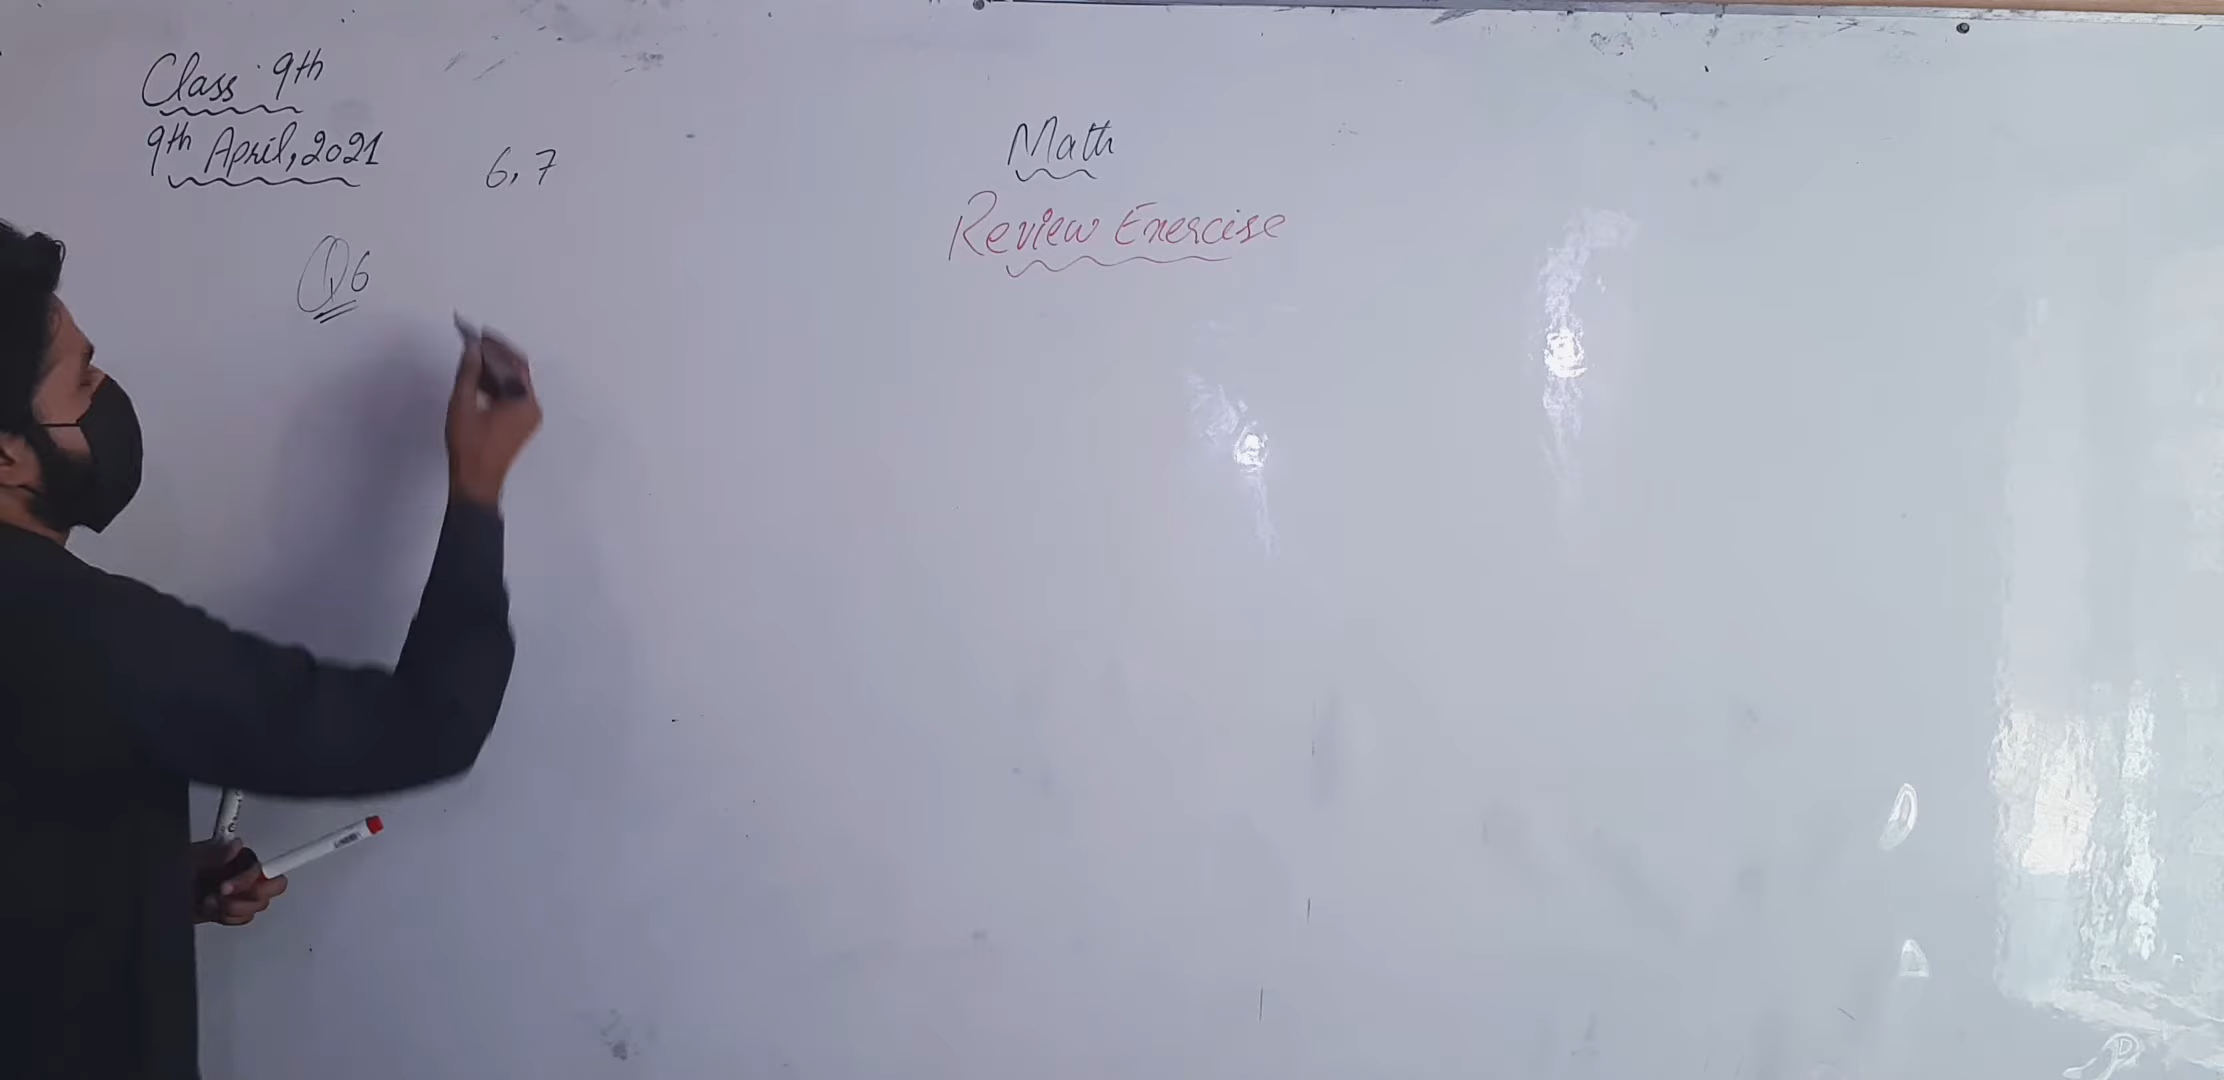 Class 9th
9th April, 2021
6, 7
Math
Review Exercise
Q6